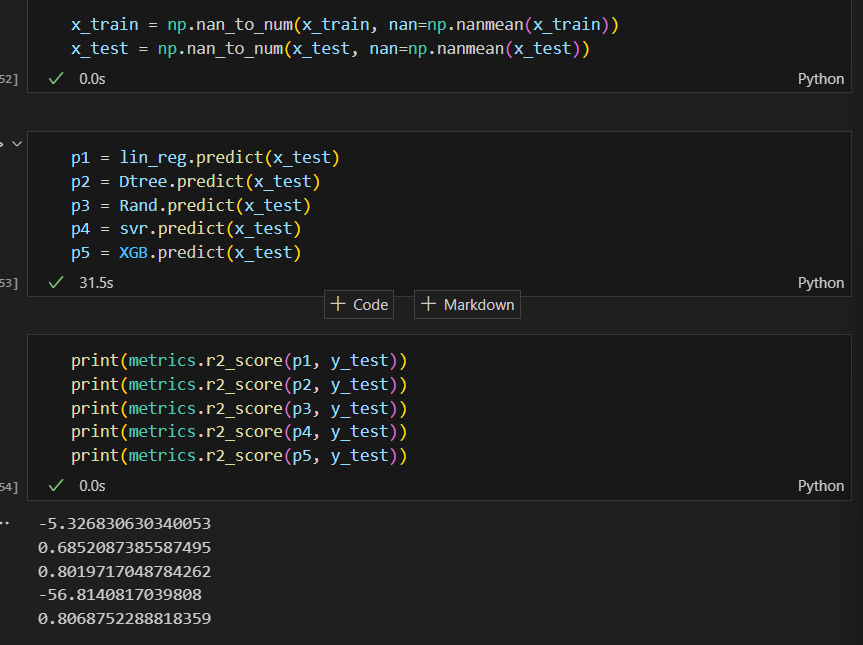 x_train = np.nan_to_num(x_train, nan=np.nanmean(x_train))
x_test = np.nan_to_num(x_test, nan=np.nanmean(x_test))
52]
0.0s
Python
p1 = lin_reg.predict(x_test)
p2 = Dtree.predict(x_test)
p3 = Rand.predict(x_test)
p4 = svr.predict(x_test)
p5 = XGB.predict(x_test)
53]
31.5s
Python
+ Code
+ Markdown
print(metrics.r2_score(p1, y_test))
print(metrics.r2_score(p2, y_test))
print(metrics.r2_score(p3, y_test))
print(metrics.r2_score(p4, y_test))
print(metrics.r2_score(p5, y_test))
54]
0.0s
Python
-5.326830630340053
0.6852087385587495
0.8019717048784262
-56.8140817039808
0.8068752288818359